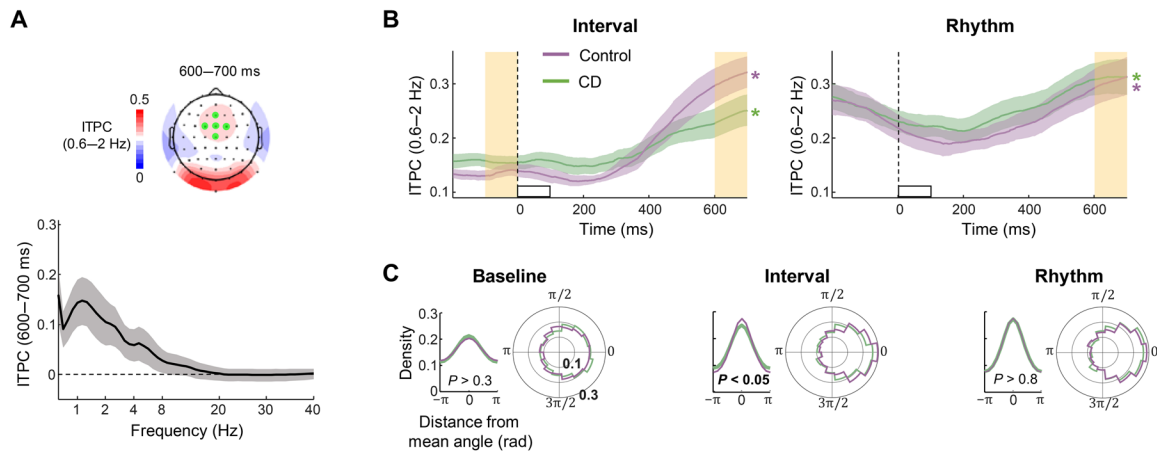 A
600–700 ms
ITPC
(0.6–2 Hz)
0.5
0
ITPC (600–700 ms)
0.3
0.2
0.1
0
1
2
4
8
20
30
40
Frequency (Hz)
B
Interval
Control
CD
ITPC (0.6–2 Hz)
0.3
0.2
0.1
*
*
0
200
400
600
Time (ms)
Rhythm
ITPC (0.6–2 Hz)
0.3
0.2
0.1
*
*
0
200
400
600
Time (ms)
C
Baseline
Density
0.3
0.2
0.1
0
P > 0.3
−π
0
π
Distance from
mean angle (rad)
π/2
π
0
0.1
0.3
3π/2
Interval
P < 0.05
−π
0
π
π/2
π
0
3π/2
Rhythm
P > 0.8
−π
0
π
π/2
π
0
3π/2